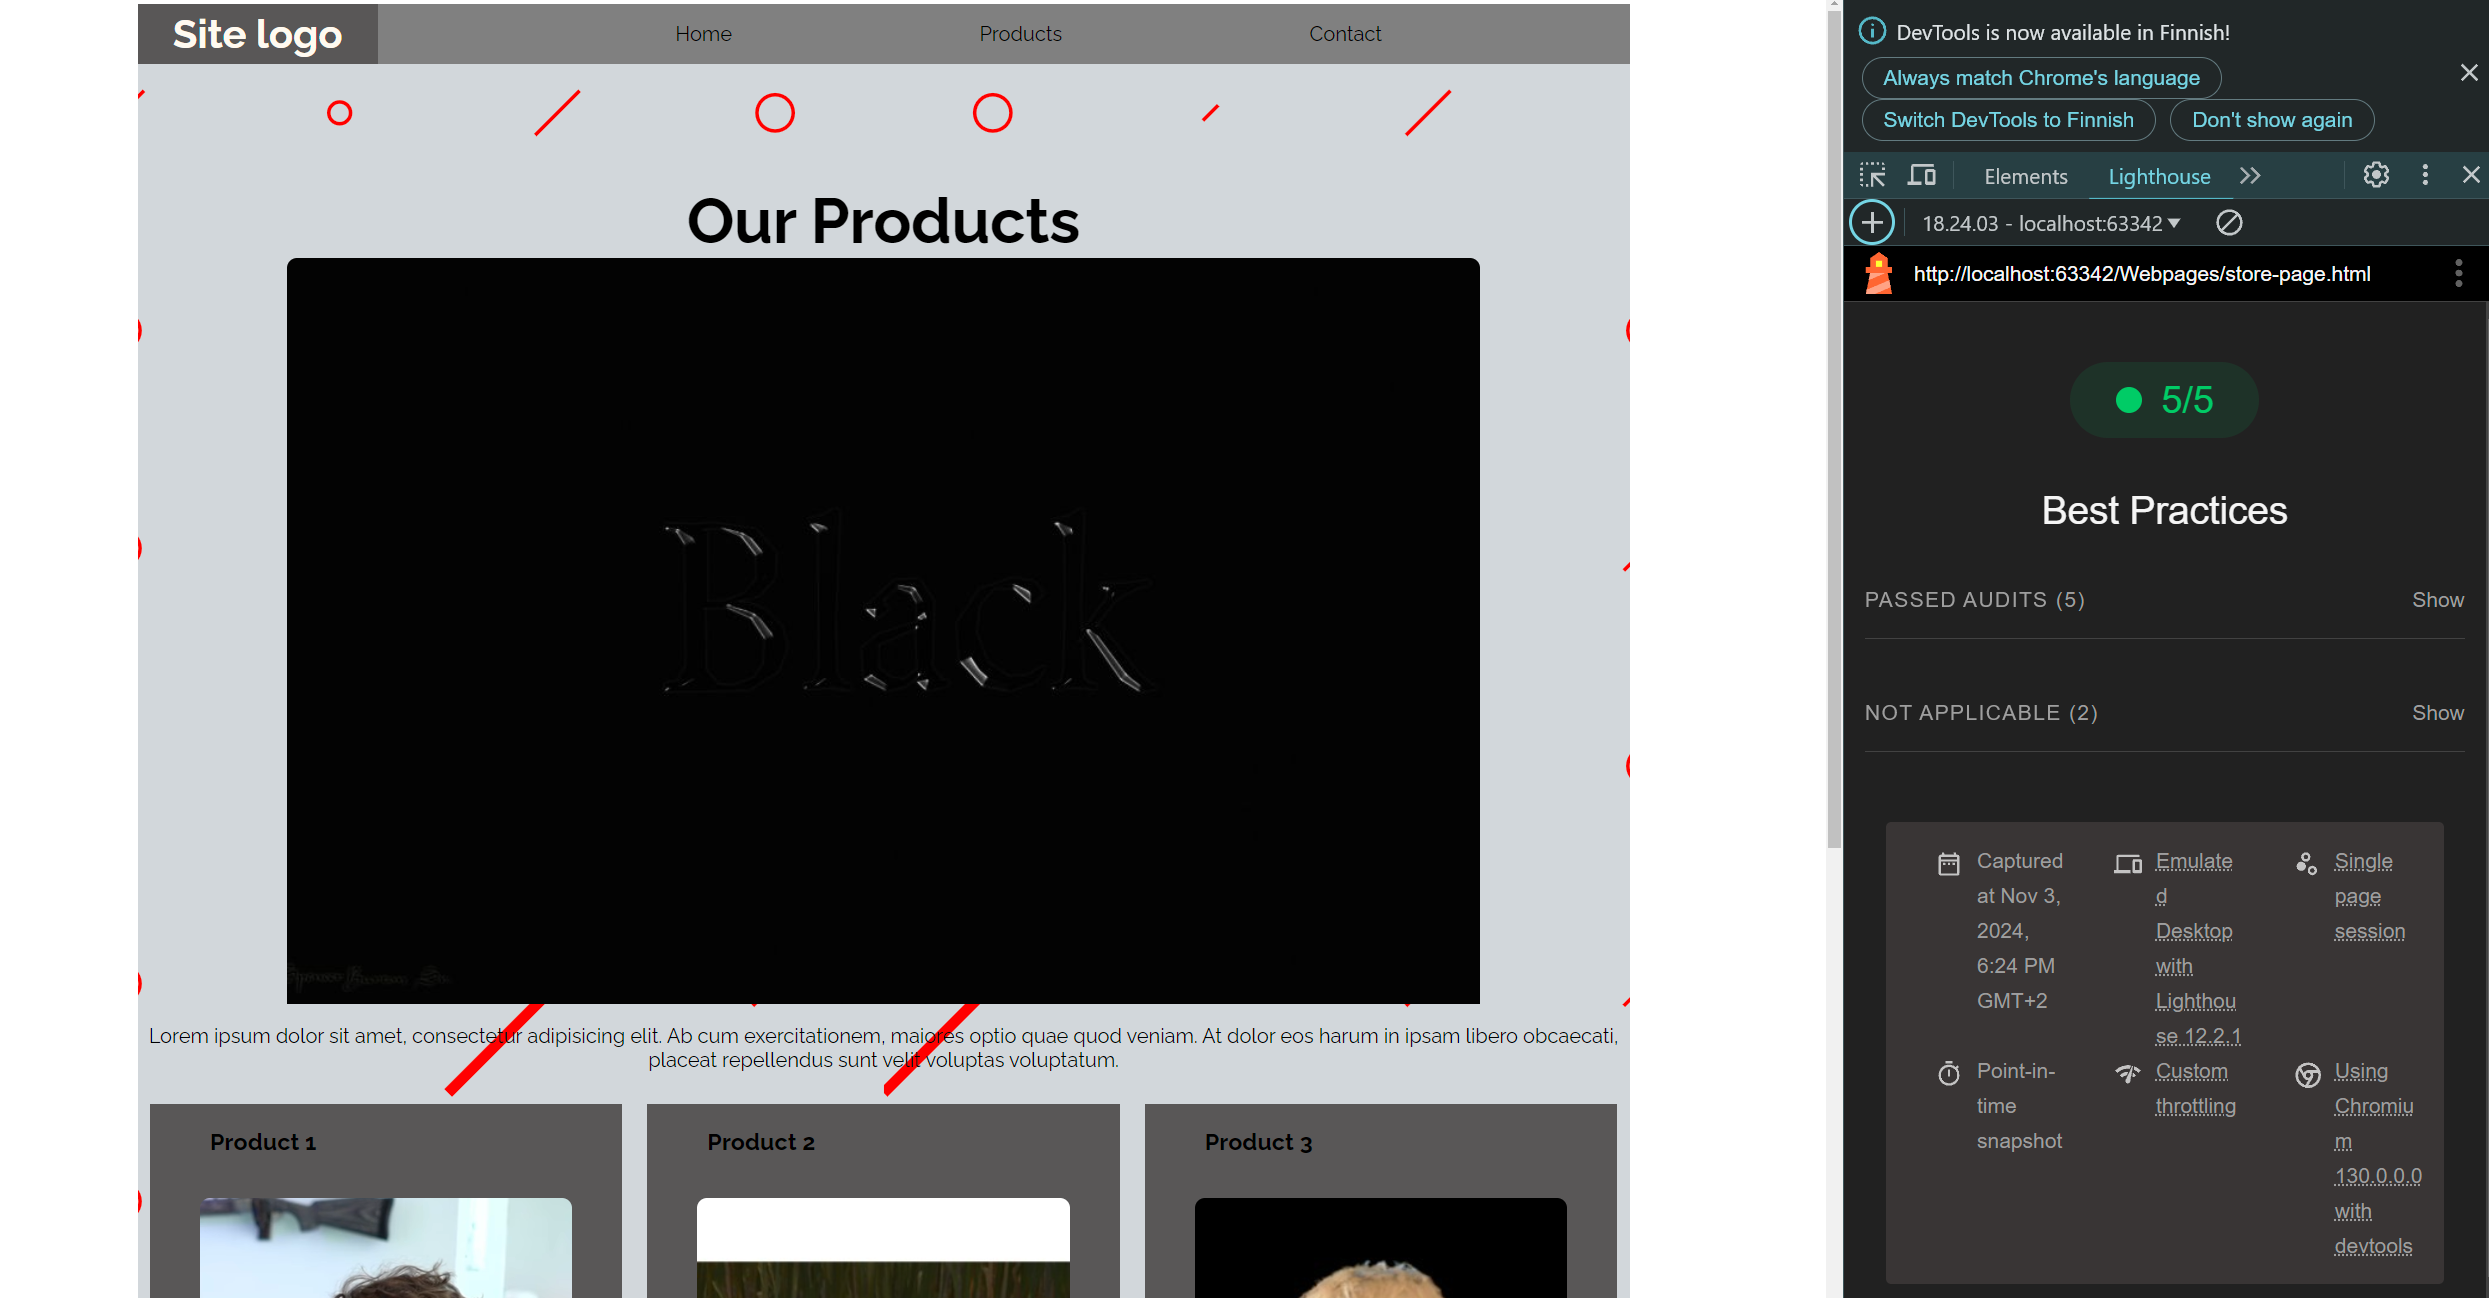 Site logo
Home
Products
Contact
Our Products
Black
Lorem ipsum dolor sit amet, consectetur adipisicing elit. Ab cum exercitationem, maiores optio quae quod veniam. At dolor eos harum in ipsam libero obcaecati,
placeat repellendus sunt velit voluptas voluptatum.
Product 1
Product 2
Product 3
DevTools is now available in Finnish!
Always match Chrome's language
Switch DevTools to Finnish
Don't show again
Elements
Lighthouse
18.24.03 - localhost:63342
http://localhost:63342/Webpages/store-page.html
5/5
Best Practices
PASSED AUDITS (5)
Show
NOT APPLICABLE (2)
Show
Captured
at Nov 3,
2024,
6:24 PM
GMT+2
Emulate
d
Desktop
with
Lighthou
se 12.2.1
Single
page
session
Point-in-
time
snapshot
Custom
throttling
Using
Chromiu
m
130.0.0.0
with
devtools